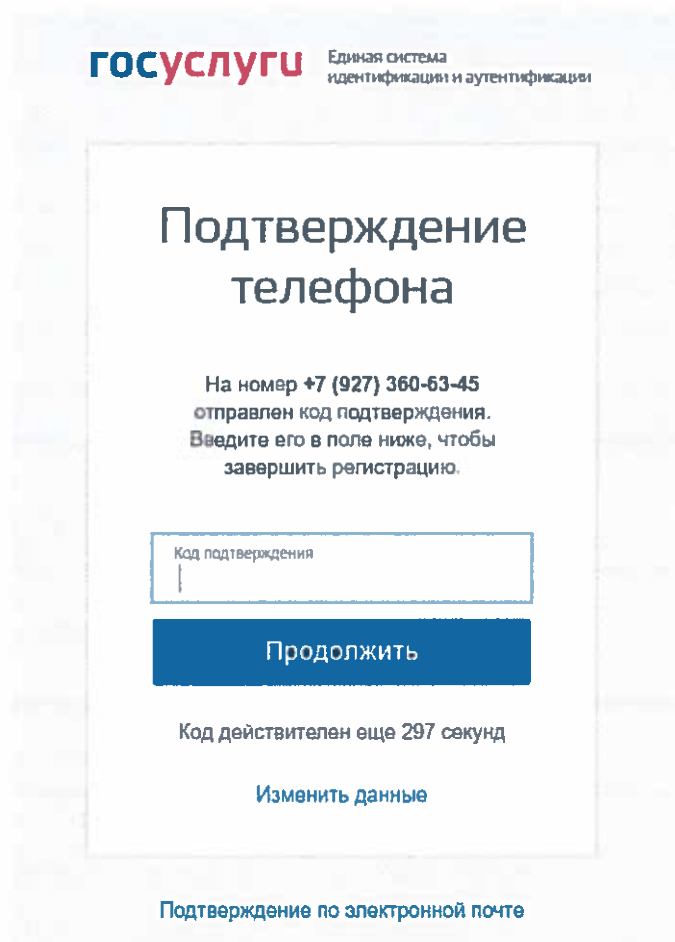 госуслуги
Единая система
идентификации и аутентификации
Подтверждение
телефона
На номер +7 (927) 360-63-45
отправлен код подтверждения.
Введите его в поле ниже, чтобы
завершить регистрацию.
Код подтверждения
Продолжить
Код действителен еще 297 секунд
Изменить данные
Подтверждение по электронной почте